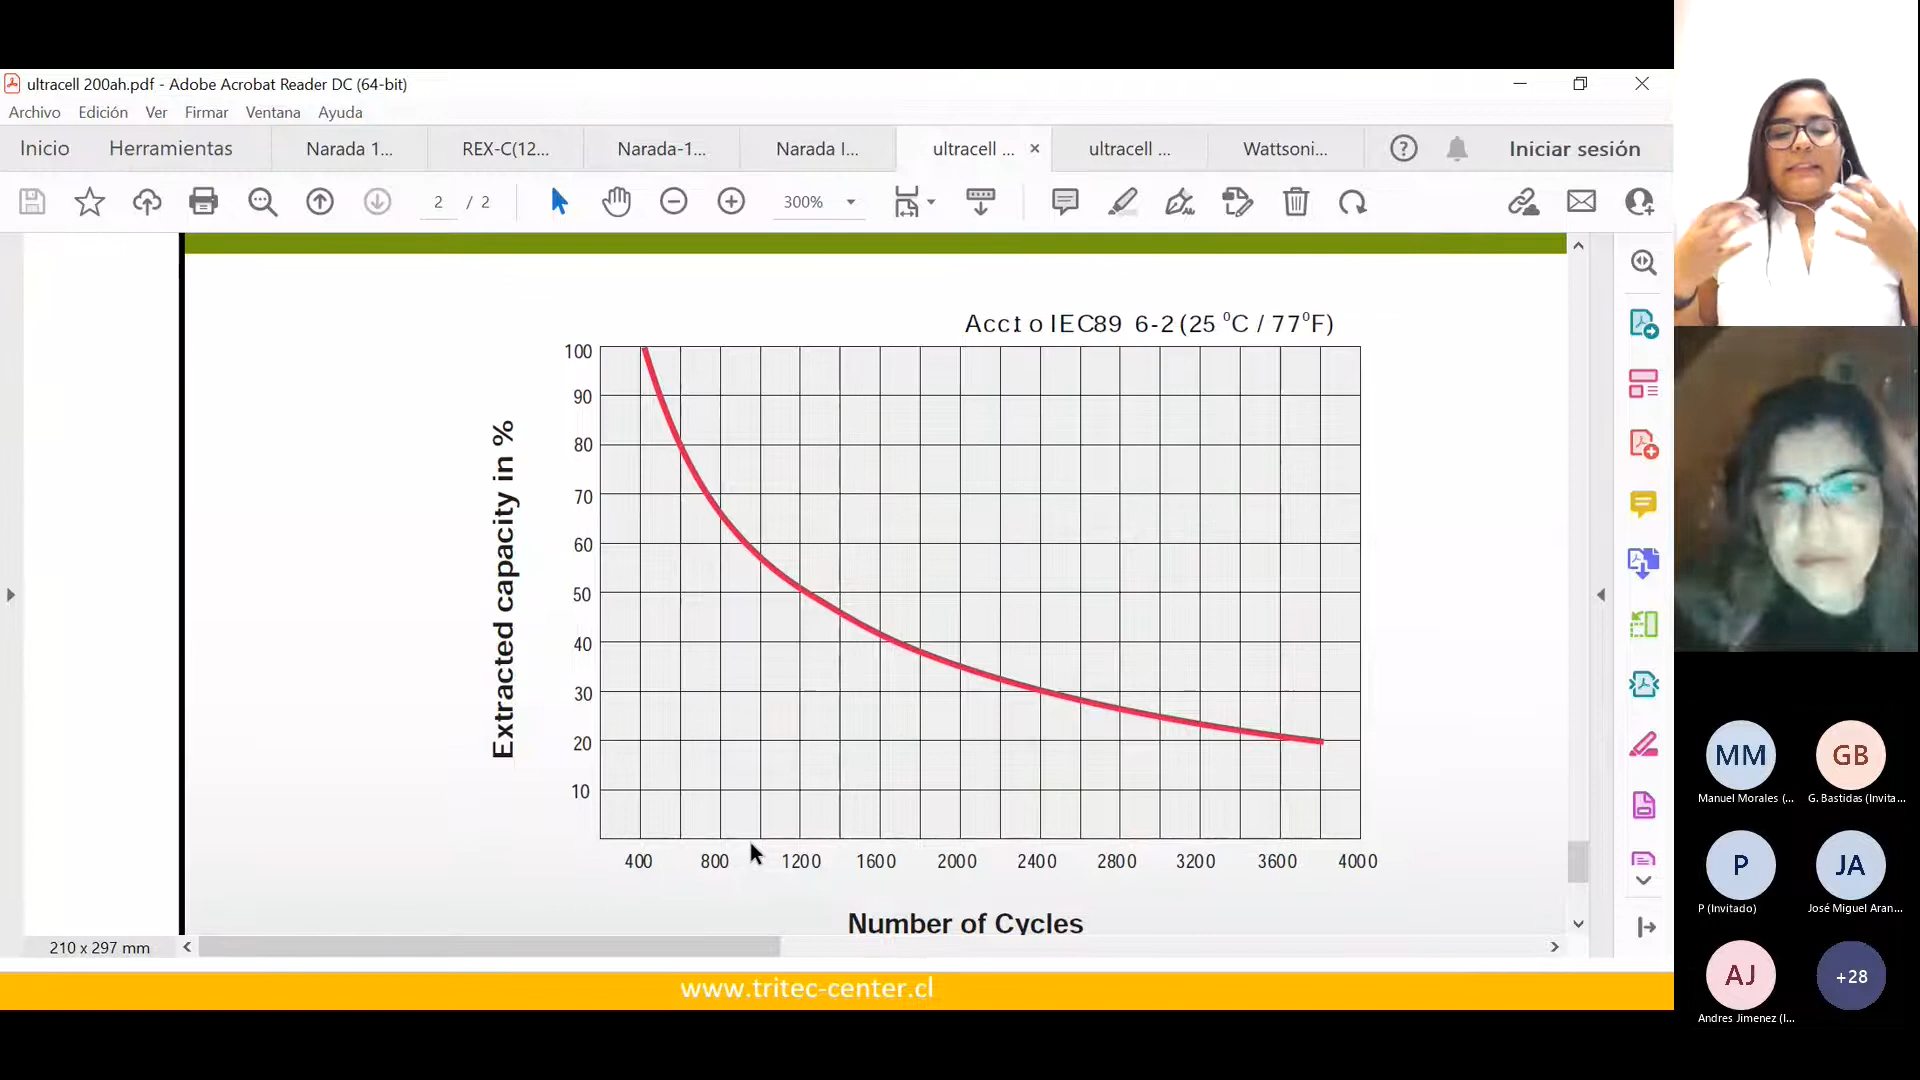 ultracell 200ah.pdf - Adobe Acrobat Reader DC (64-bit)
Archivo Edición Ver Firmar Ventana Ayuda
Inicio Herramientas Narada 1... REX-C(12... Narada-1... Narada I... ultracell ... ultracell ... Wattsoni... Iniciar sesión
2 / 2 300%
Acct o IEC89 6-2 (25 ⁰C / 77⁰F)
Extracted capacity in %
100
90
80
70
60
50
40
30
20
10
400 800 1200 1600 2000 2400 2800 3200 3600 4000
Number of Cycles
210 x 297 mm
www.tritec-center.cl
MM GB
Manuel Morales (... G. Bastidas (Invita...
P JA
P (Invitado) José Miguel Aran...
AJ +28
Andres Jimenez (I...